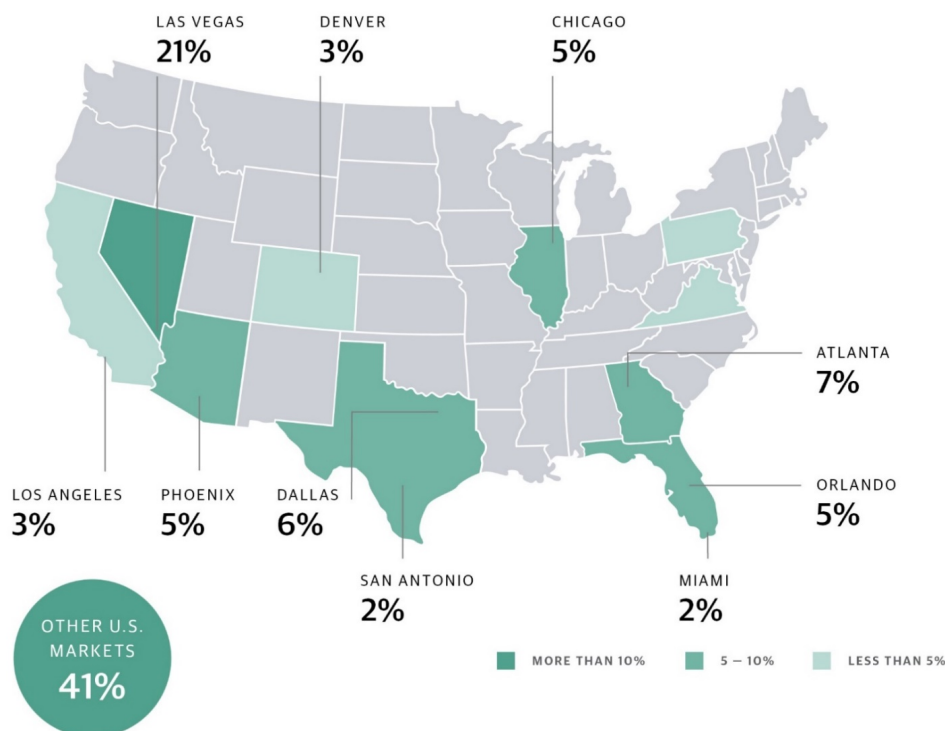 LAS VEGAS
21%
DENVER
3%
CHICAGO
5%
ATLANTA
7%
LOS ANGELES
3%
PHOENIX
5%
DALLAS
6%
ORLANDO
5%
SAN ANTONIO
2%
MIAMI
2%
OTHER U.S.
MARKETS
41%
MORE THAN 10%
5 – 10%
LESS THAN 5%